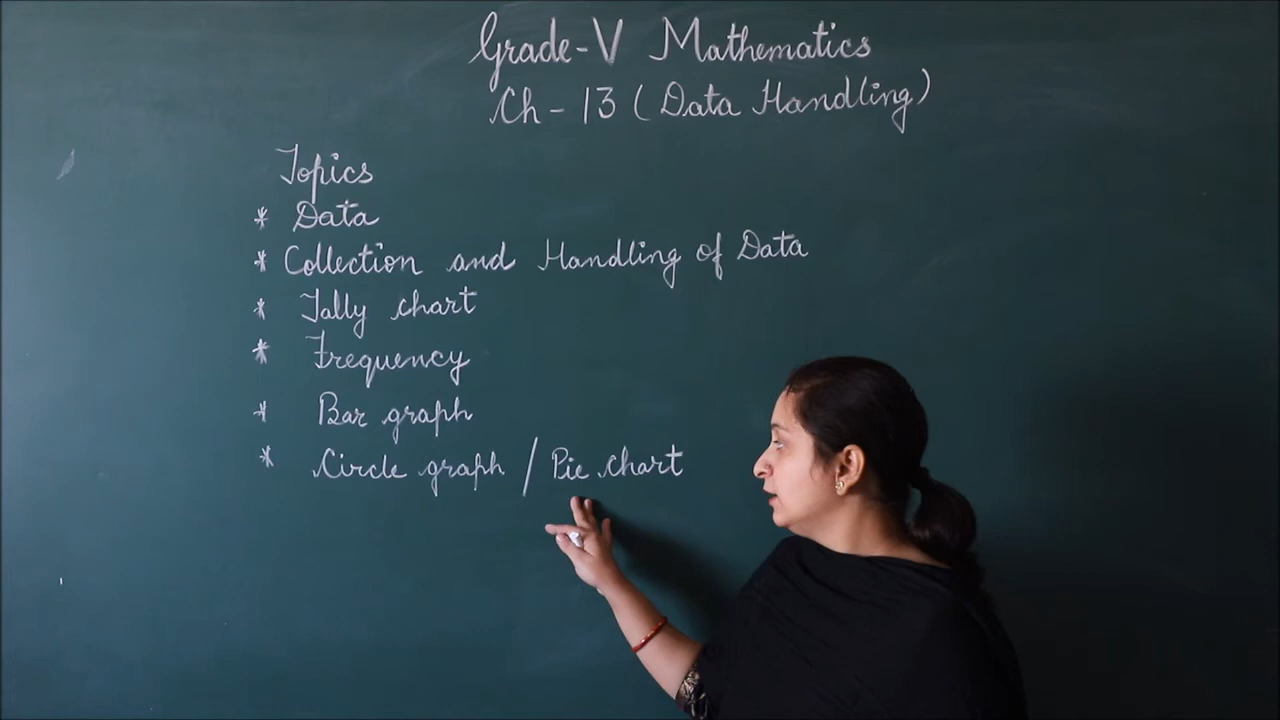 Grade-V Mathematics
Ch-13 (Data Handling)
Topics
* Data
* Collection and Handling of Data
* Tally chart
* Frequency
* Bar graph
* Circle graph / Pie chart